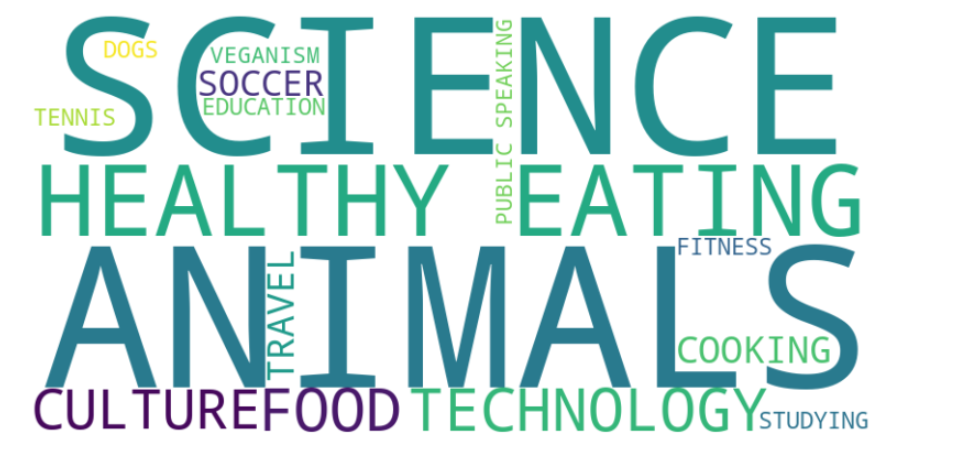 SCIENCE
DOGS
VEGANISM
SOCCER
EDUCATION
TENNIS
PUBLIC SPEAKING
HEALTHY EATING
ANIMALS
FITNESS
TRAVEL
COOKING
CULTURE
FOOD
TECHNOLOGY
STUDYING